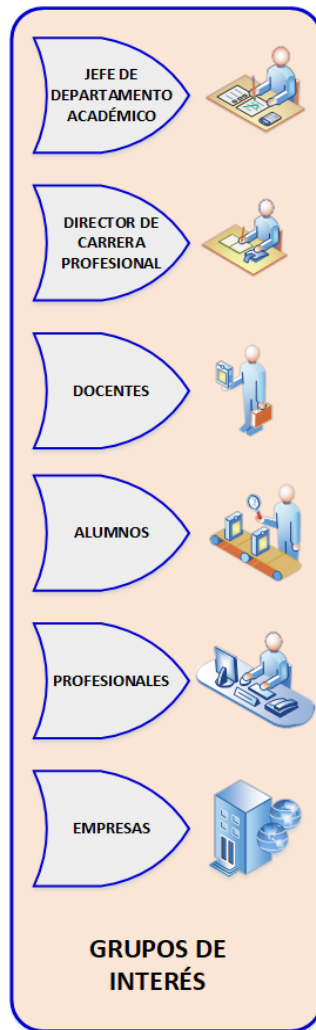 JEFE DE
DEPARTAMENTO
ACADÉMICO
DIRECTOR DE
CARRERA
PROFESIONAL
DOCENTES
ALUMNOS
PROFESIONALES
EMPRESAS
GRUPOS DE
INTERÉS